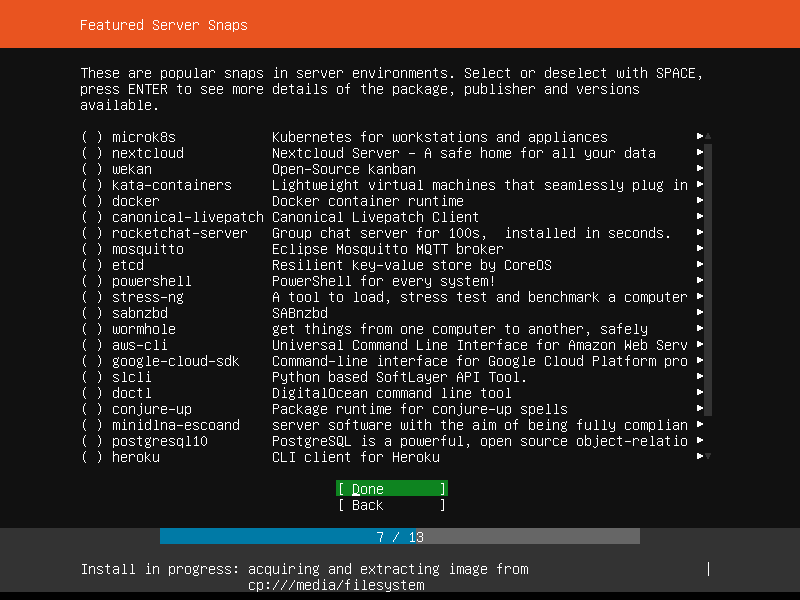 Featured Server Snaps
These are popular snaps in server environments. Select or deselect with SPACE,
press ENTER to see more details of the package, publisher and versions
available.
( ) microk8s Kubernetes for workstations and appliances ►
( ) nextcloud Nextcloud Server - A safe home for all your data ►
( ) wekan Open-Source kanban ►
( ) kata-containers Lightweight virtual machines that seamlessly plug in ►
( ) docker Docker container runtime ►
( ) canonical-livepatch Canonical Livepatch Client ►
( ) rocketchat-server Group chat server for 100s,  installed in seconds. ►
( ) mosquitto Eclipse Mosquitto MQTT broker ►
( ) etcd Resilient key-value store by CoreOS ►
( ) powershell PowerShell for every system! ►
( ) stress-ng A tool to load, stress test and benchmark a computer ►
( ) sabnzbd SABnzbd ►
( ) wormhole get things from one computer to another, safely ►
( ) aws-cli Universal Command Line Interface for Amazon Web Serv ►
( ) google-cloud-sdk Command-line interface for Google Cloud Platform pro ►
( ) slcli Python based SoftLayer API Tool. ►
( ) doctl DigitalOcean command line tool ►
( ) conjure-up Package runtime for conjure-up spells ►
( ) minidlna-escoand server software with the aim of being fully complian ►
( ) postgresql10 PostgreSQL is a powerful, open source object-relatio ►
( ) heroku CLI client for Heroku ►
[ Done ]
[ Back ]
7 / 13
Install in progress: acquiring and extracting image from |
cp:///media/filesystem